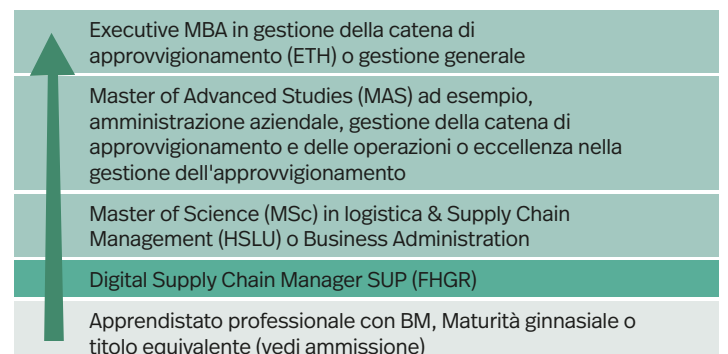 Executive MBA in gestione della catena di
approvvigionamento (ETH) o gestione generale
Master of Advanced Studies (MAS) ad esempio,
amministrazione aziendale, gestione della catena di
approvvigionamento e delle operazioni o eccellenza nella
gestione dell'approvvigionamento
Master of Science (MSc) in logistica & Supply Chain
Management (HSLU) o Business Administration
Digital Supply Chain Manager SUP (FHGR)
Apprendistato professionale con BM, Maturità ginnasiale o
titolo equivalente (vedi ammissione)